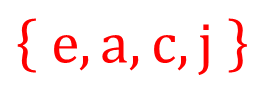 { e, a, c, j }